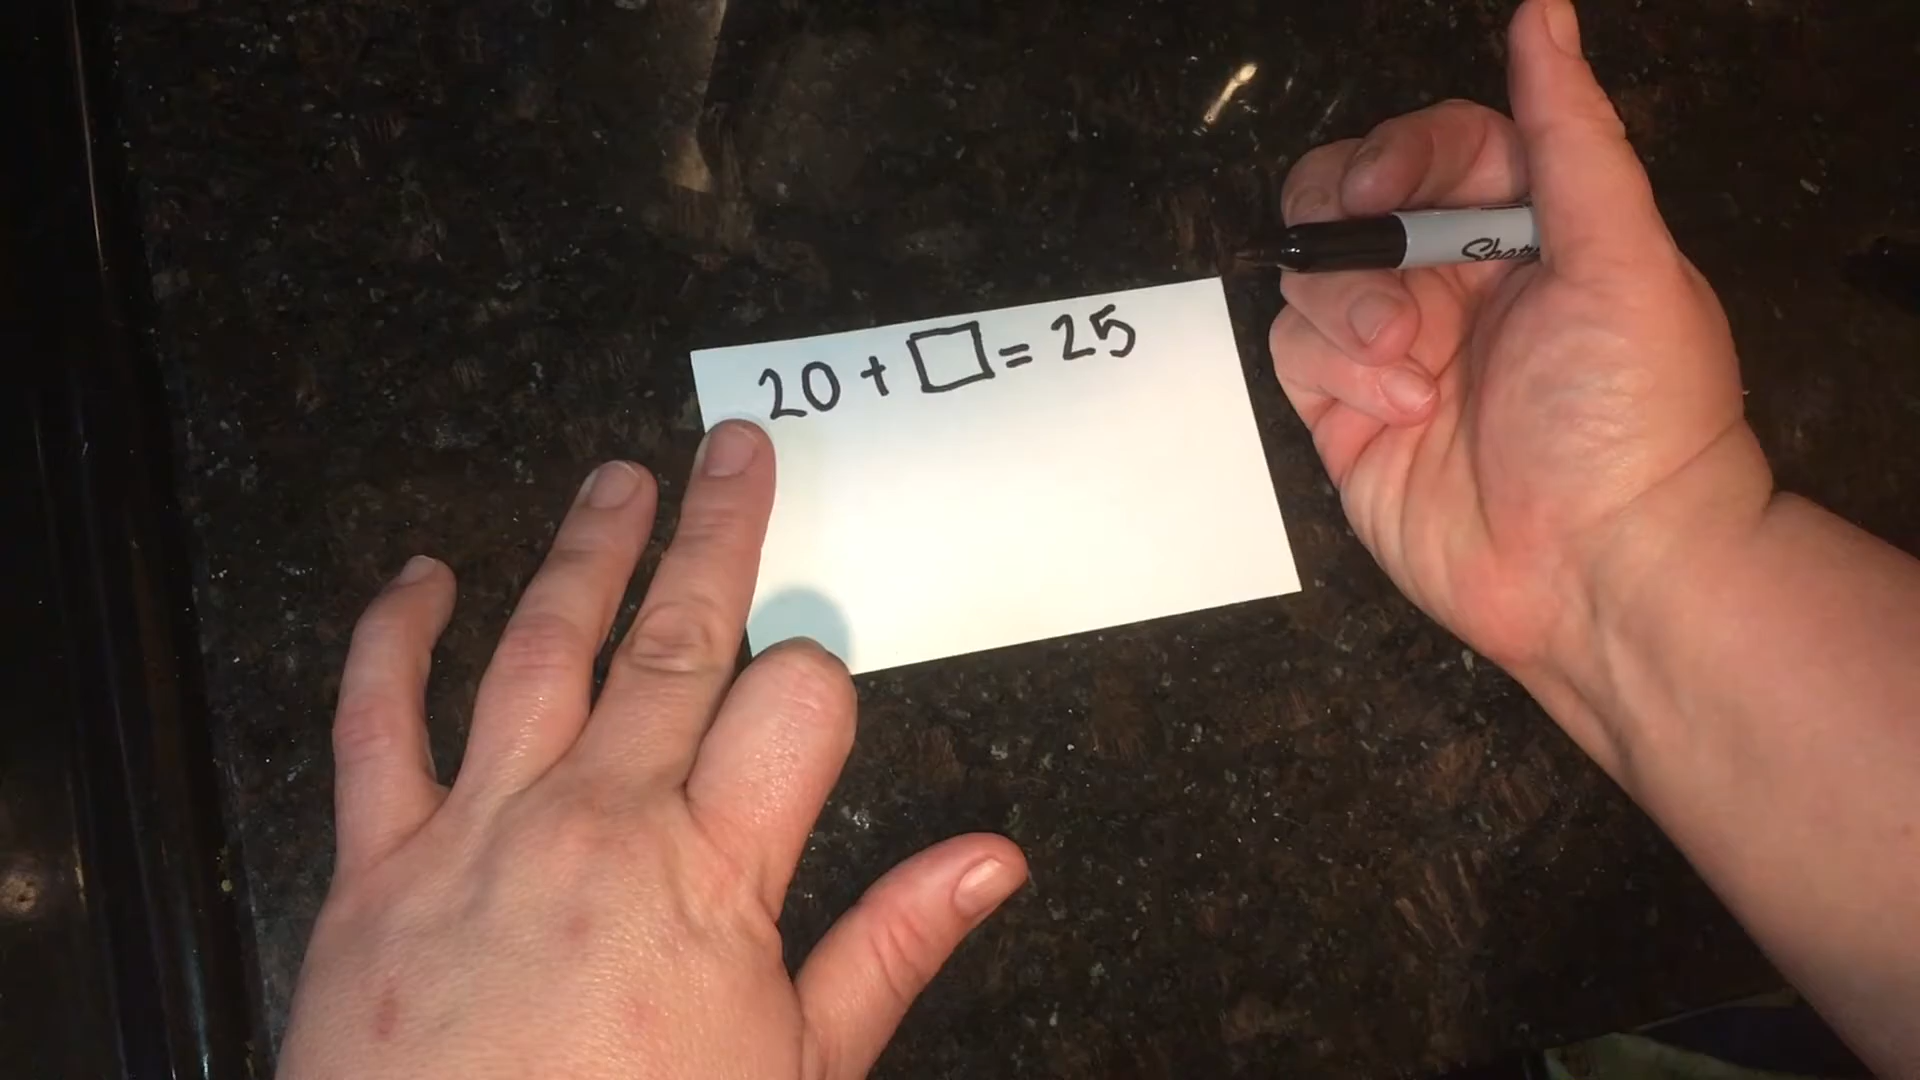 20 + □ = 25